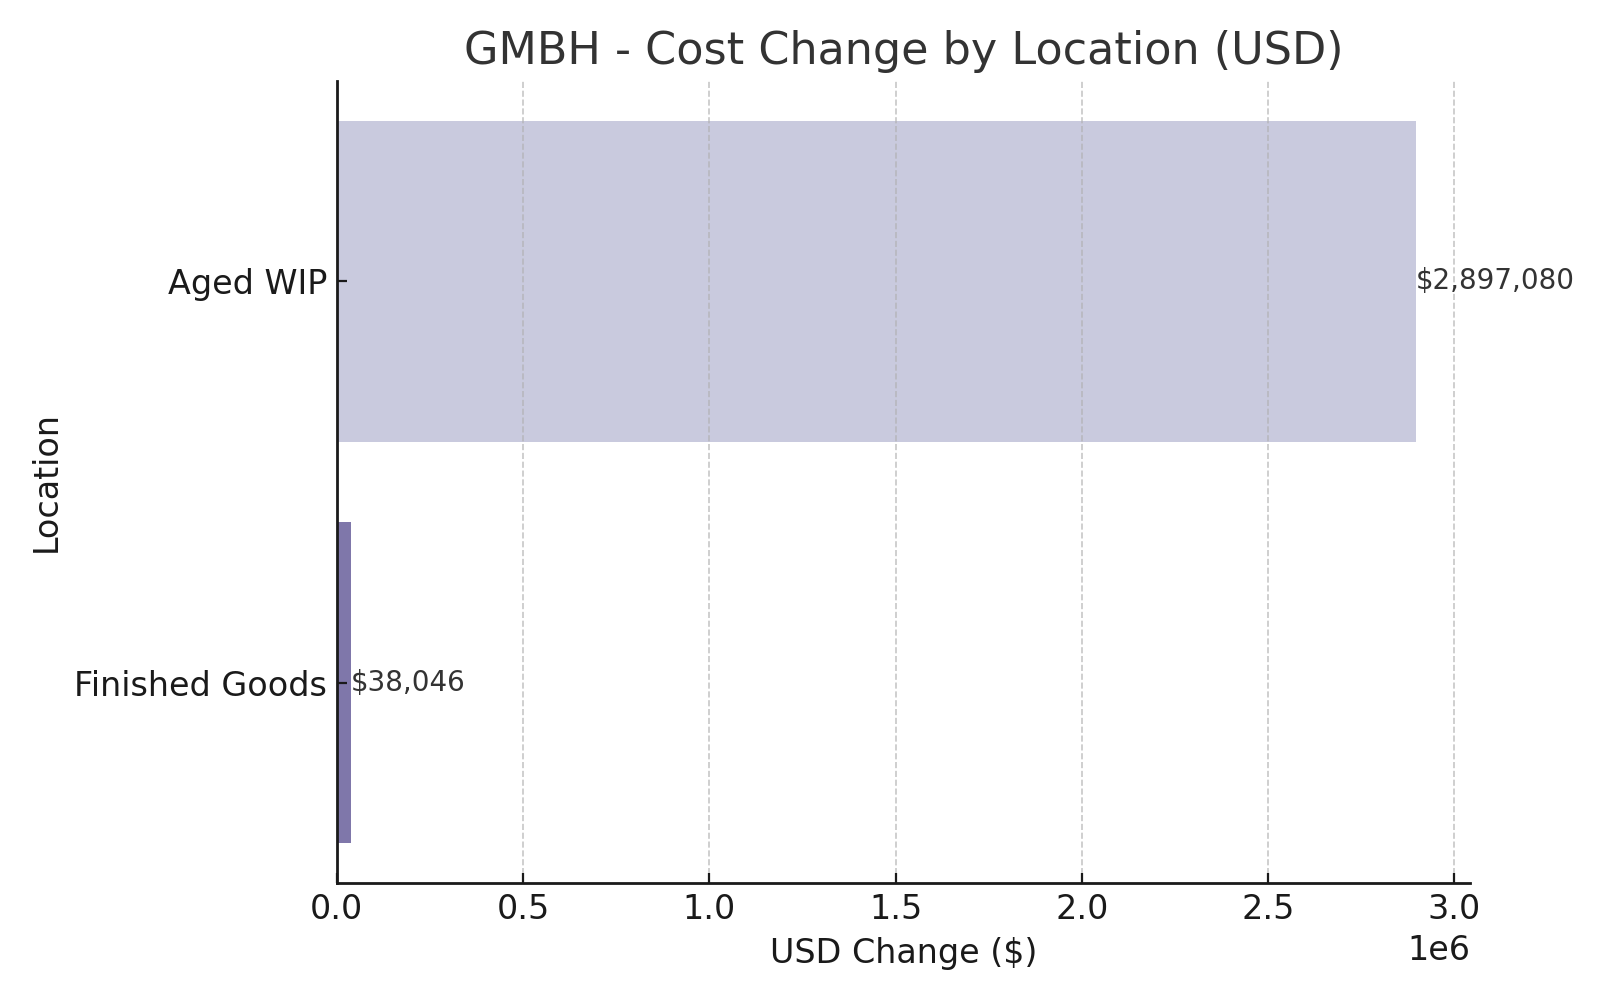 GMBH - Cost Change by Location (USD)
Location
Aged WIP
$2,897,080
Finished Goods
$38,046
0.0 0.5 1.0 1.5 2.0 2.5 3.0
1e6
USD Change ($)